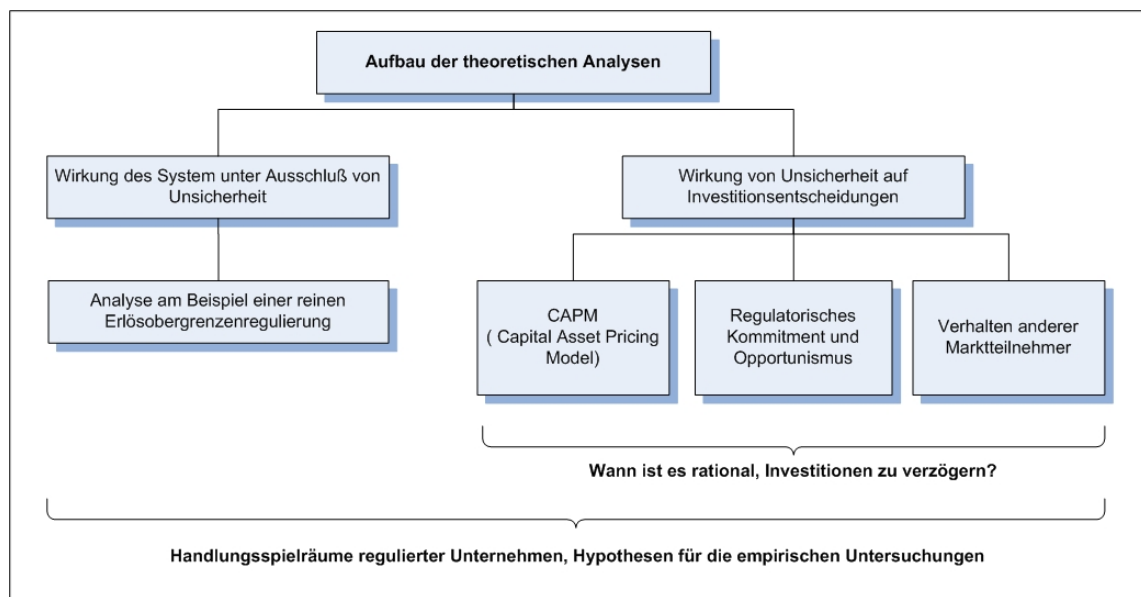 Aufbau der theoretischen Analysen
Wirkung des System unter Ausschluß von
Unsicherheit
Wirkung von Unsicherheit auf
Investitionsentscheidungen
Analyse am Beispiel einer reinen
Erlösobergrenzenregulierung
CAPM
( Capital Asset Pricing
Model)
Regulatorisches
Kommitment und
Opportunismus
Verhalten anderer
Marktteilnehmer
Wann ist es rational, Investitionen zu verzögern?
Handlungsspielräume regulierter Unternehmen, Hypothesen für die empirischen Untersuchungen